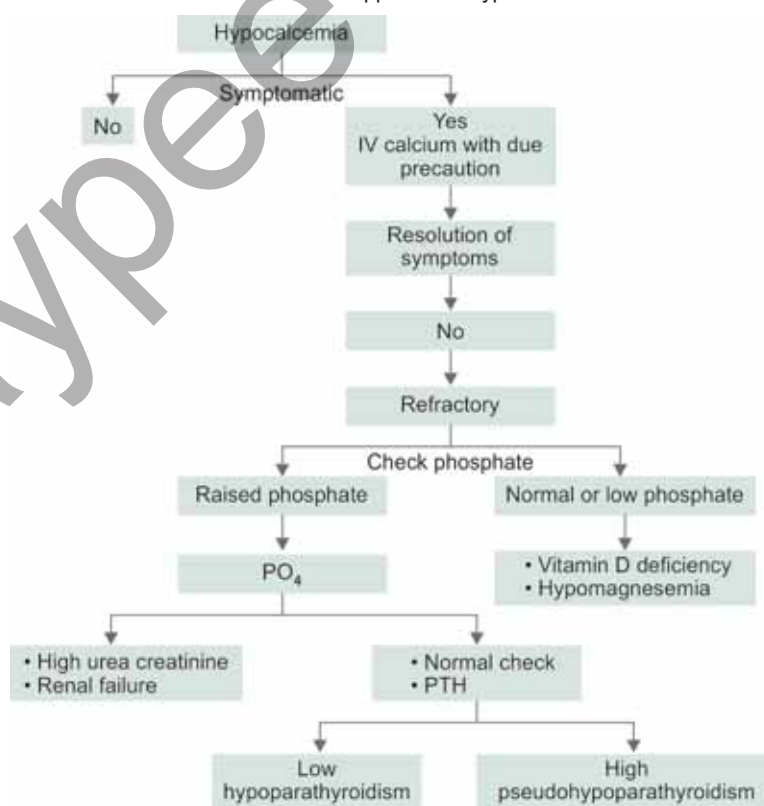 Hypocalcemia
Symptomatic
No
Yes
IV calcium with due
precaution
Resolution of
symptoms
No
Refractory
Check phosphate
Raised phosphate
Normal or low phosphate
PO₄
• Vitamin D deficiency
• Hypomagnesemia
• High urea creatinine
• Renal failure
• Normal check
• PTH
Low
hypoparathyroidism
High
pseudohypoparathyroidism